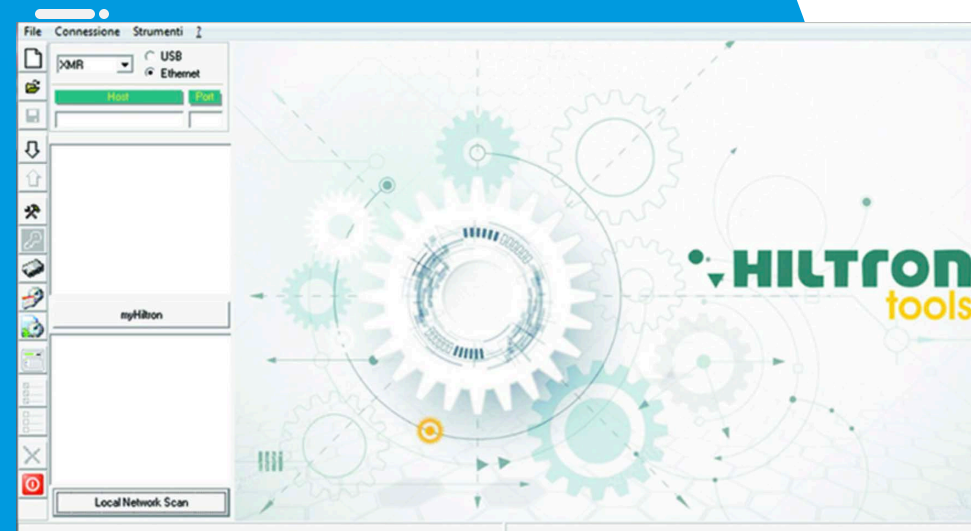 File Connessione Strumenti ?
XMR
USB
Ethernet
Host Port
myHiltron
Local Network Scan
HILTron
tools